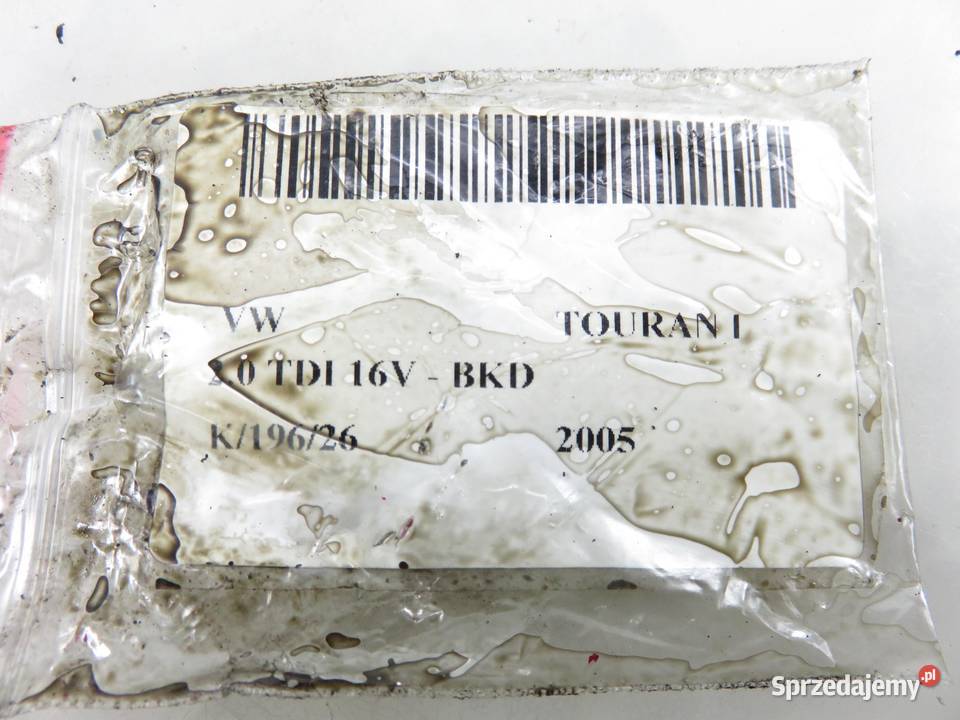 VW TOURAN I
2.0 TDI 16V - BKD
K/196/26 2005
Sprzedajemy.pl